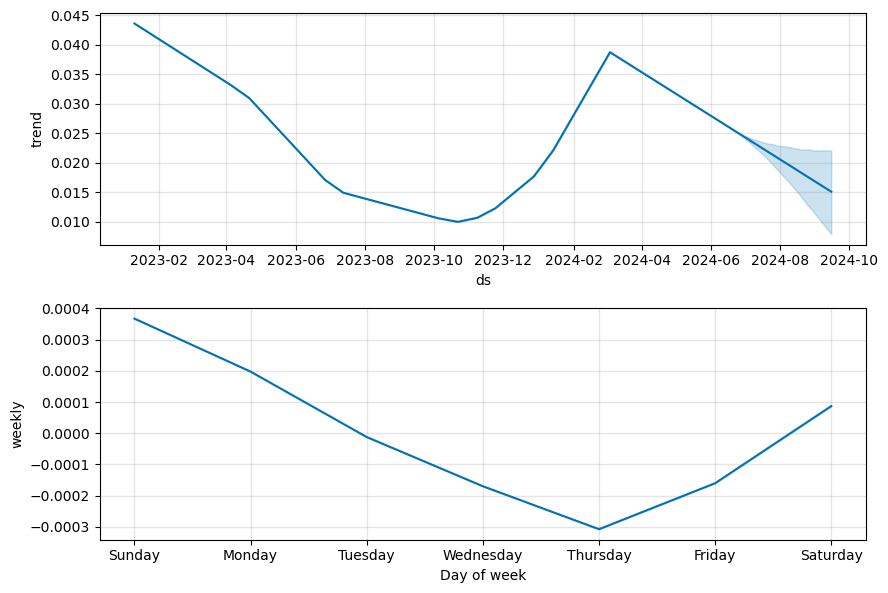 0.045
0.040
0.035
0.030
0.025
0.020
0.015
0.010
trend
2023-02 2023-04 2023-06 2023-08 2023-10 2023-12 2024-02 2024-04 2024-06 2024-08 2024-10
ds
0.0004
0.0003
0.0002
0.0001
0.0000
−0.0001
−0.0002
−0.0003
weekly
Sunday Monday Tuesday Wednesday Thursday Friday Saturday
Day of week